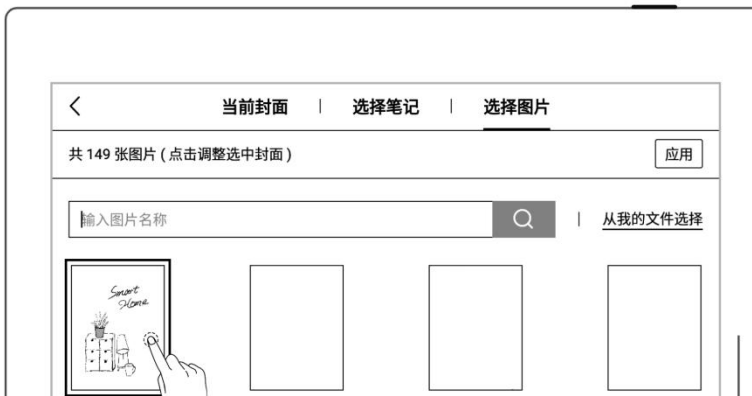 当前封面 | 选择笔记 | 选择图片
共 149 张图片 ( 点击调整选中封面 )
应用
输入图片名称
从我的文件选择
Smart
Home